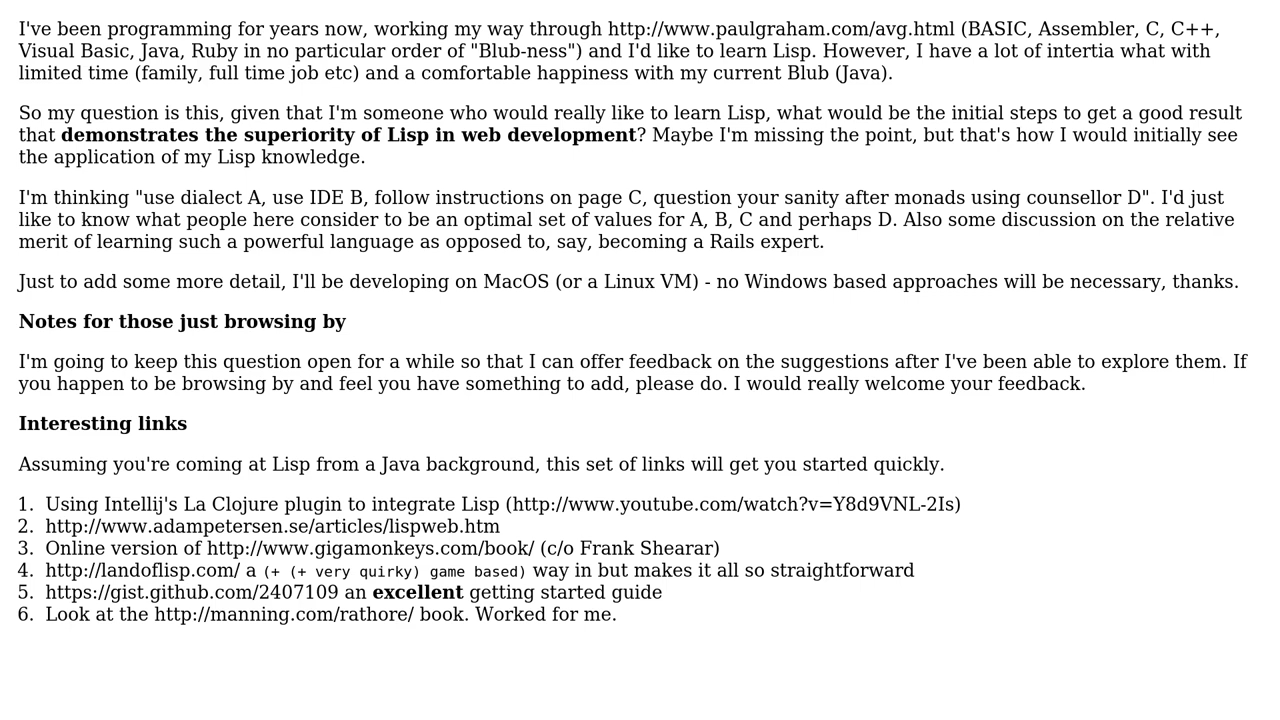 I've been programming for years now, working my way through http://www.paulgraham.com/avg.html (BASIC, Assembler, C, C++,
Visual Basic, Java, Ruby in no particular order of "Blub-ness") and I'd like to learn Lisp. However, I have a lot of intertia what with
limited time (family, full time job etc) and a comfortable happiness with my current Blub (Java).
So my question is this, given that I'm someone who would really like to learn Lisp, what would be the initial steps to get a good result
that demonstrates the superiority of Lisp in web development? Maybe I'm missing the point, but that's how I would initially see
the application of my Lisp knowledge.
I'm thinking "use dialect A, use IDE B, follow instructions on page C, question your sanity after monads using counsellor D". I'd just
like to know what people here consider to be an optimal set of values for A, B, C and perhaps D. Also some discussion on the relative
merit of learning such a powerful language as opposed to, say, becoming a Rails expert.
Just to add some more detail, I'll be developing on MacOS (or a Linux VM) - no Windows based approaches will be necessary, thanks.
Notes for those just browsing by
I'm going to keep this question open for a while so that I can offer feedback on the suggestions after I've been able to explore them. If
you happen to be browsing by and feel you have something to add, please do. I would really welcome your feedback.
Interesting links
Assuming you're coming at Lisp from a Java background, this set of links will get you started quickly.
1. Using Intellij's La Clojure plugin to integrate Lisp (http://www.youtube.com/watch?v=Y8d9VNL-2Is)
2. http://www.adampetersen.se/articles/lispweb.htm
3. Online version of http://www.gigamonkeys.com/book/ (c/o Frank Shearar)
4. http://landoflisp.com/ a (+ (+ very quirky) game based) way in but makes it all so straightforward
5. https://gist.github.com/2407109 an excellent getting started guide
6. Look at the http://manning.com/rathore/ book. Worked for me.